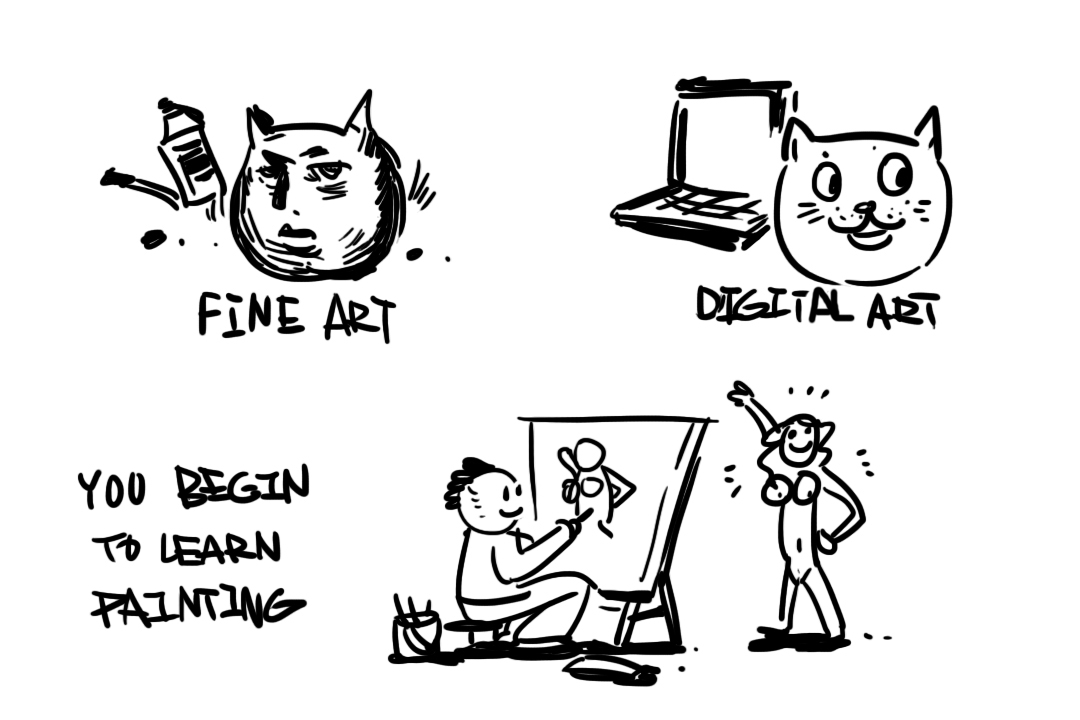 FINE ART
DIGITAL ART
YOU BEGIN
TO LEARN
PAINTING